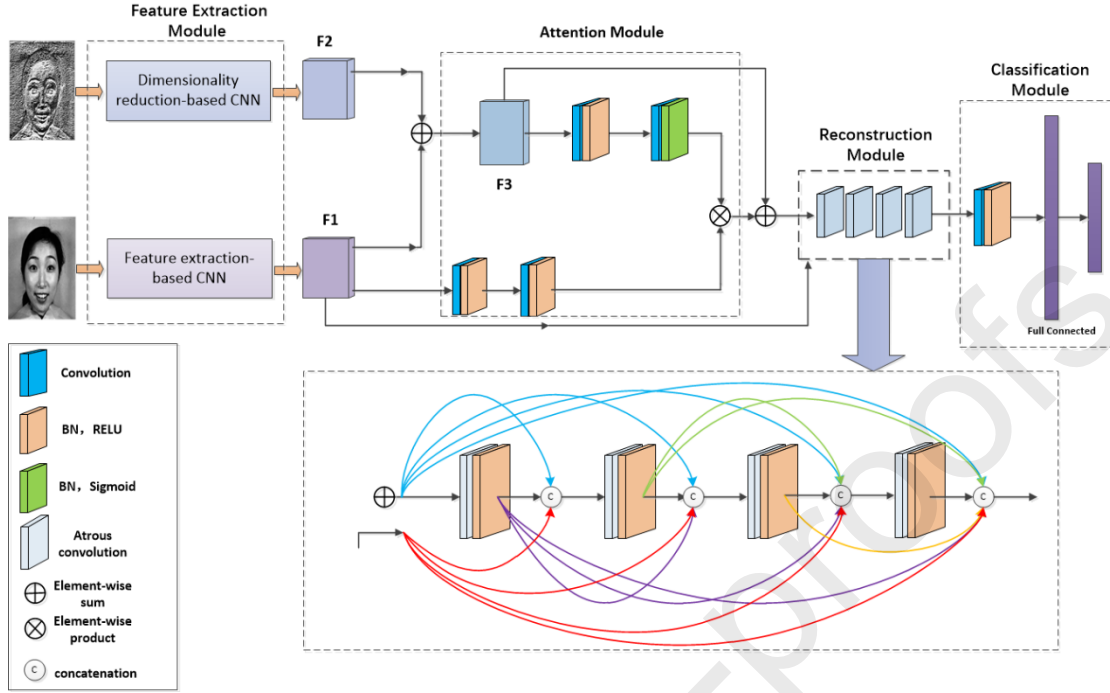 Feature Extraction
Module
F2
Attention Module
Dimensionality
reduction-based CNN
Classification
Module
Reconstruction
Module
F3
F1
Feature extraction-
based CNN
Full Connected
Convolution
BN，RELU
BN，Sigmoid
Atrous
convolution
Element-wise
sum
Element-wise
product
C
concatenation
C
C
C
C
proofs